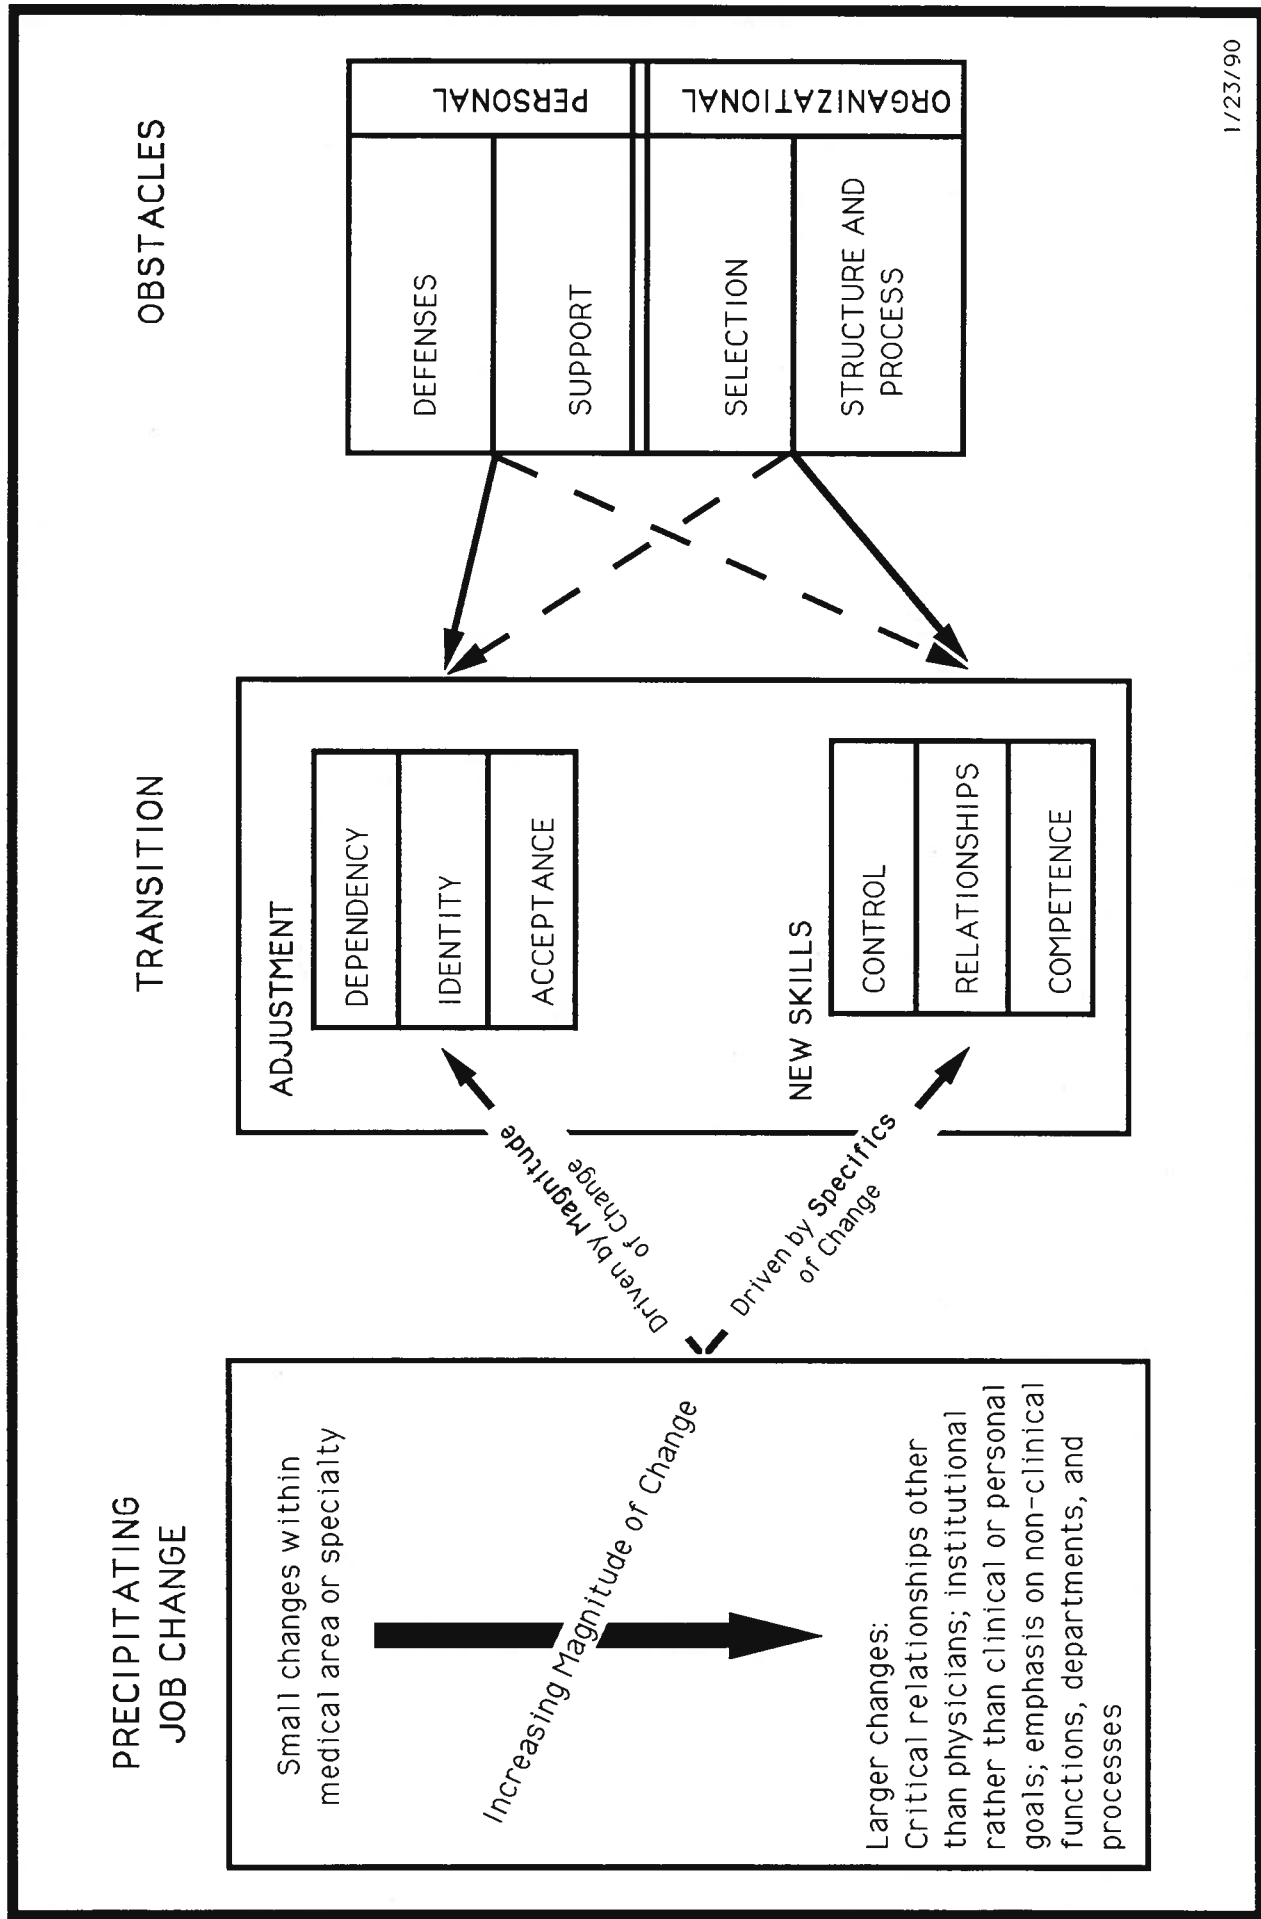 PRECIPITATING
JOB CHANGE
Small changes within
medical area or specialty
Increasing Magnitude of Change
Larger changes:
Critical relationships other
than physicians; institutional
rather than clinical or personal
goals; emphasis on non-clinical
functions, departments, and
processes
Driven by Magnitude
of Change
Driven by Specifics
of Change
TRANSITION
ADJUSTMENT
DEPENDENCY
IDENTITY
ACCEPTANCE
NEW SKILLS
CONTROL
RELATIONSHIPS
COMPETENCE
OBSTACLES
DEFENSES
SUPPORT
PERSONAL
SELECTION
STRUCTURE AND
PROCESS
ORGANIZATIONAL
1/23/90